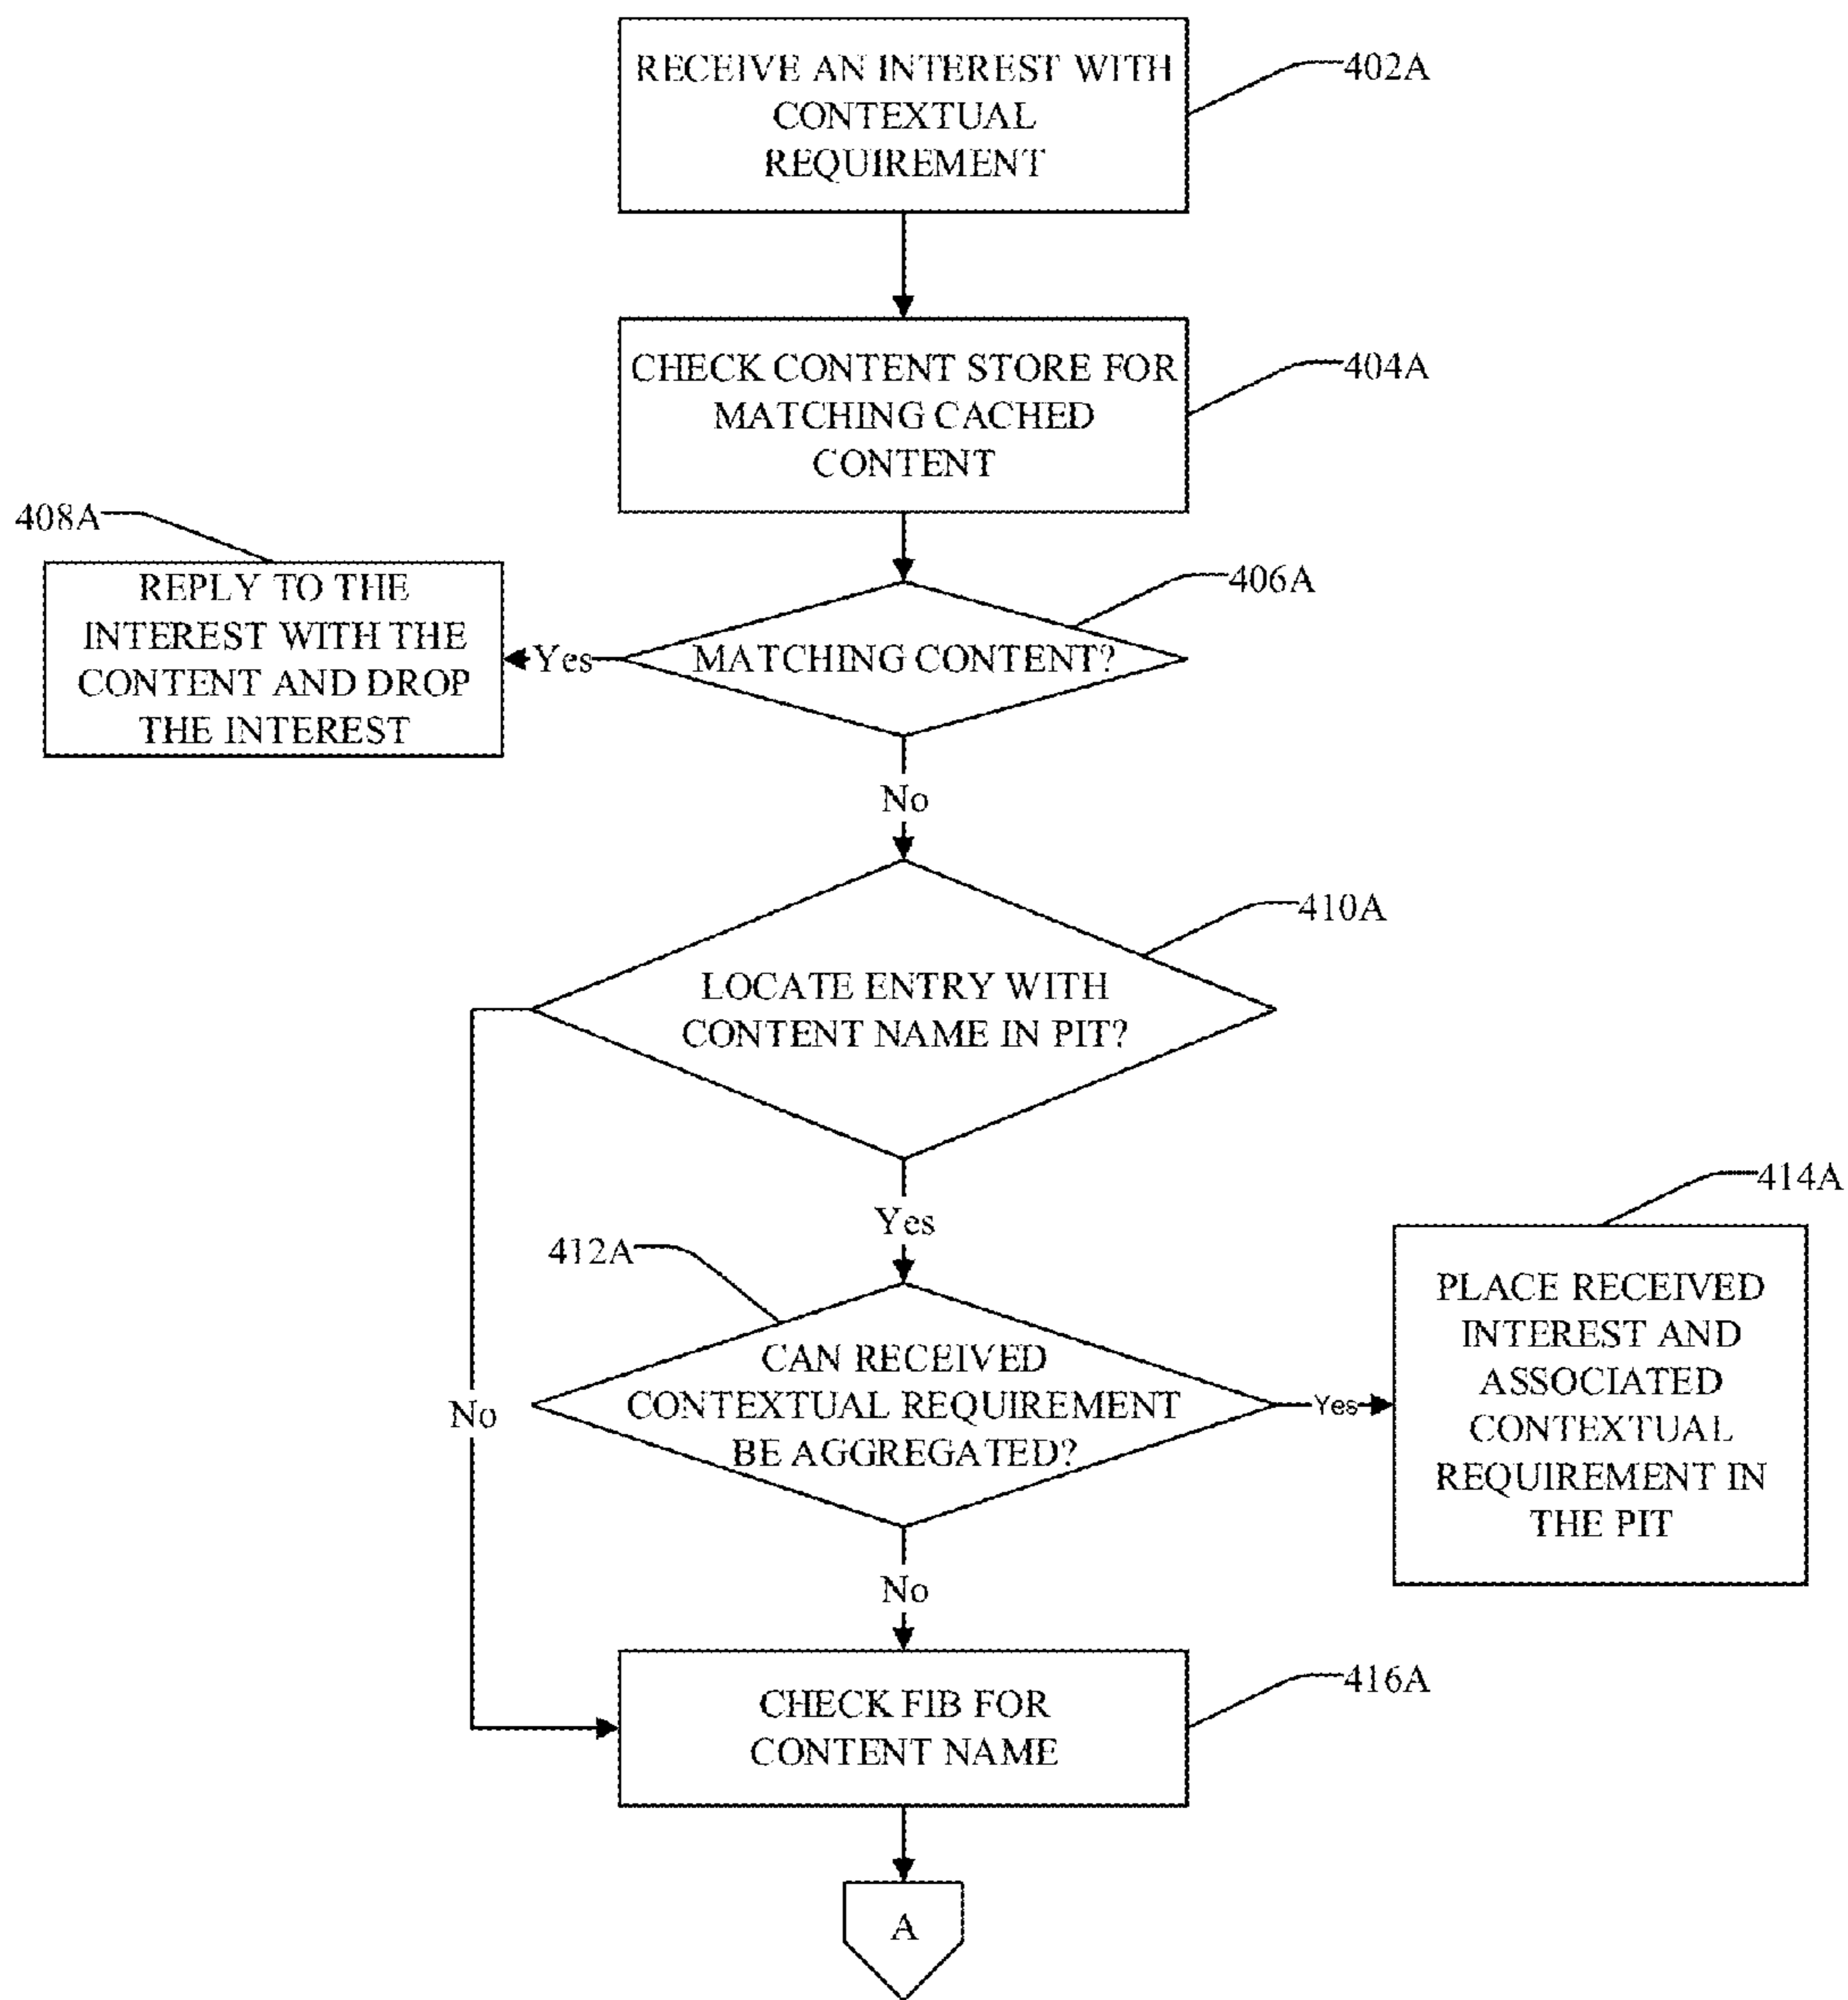 RECEIVE AN INTEREST WITH
CONTEXTUAL
REQUIREMENT
402A
CHECK CONTENT STORE FOR
MATCHING CACHED
CONTENT
404A
408A
REPLY TO THE
INTEREST WITH THE
CONTENT AND DROP
THE INTEREST
406A
Yes
MATCHING CONTENT?
No
410A
LOCATE ENTRY WITH
CONTENT NAME IN PIT?
No
Yes
412A
CAN RECEIVED
CONTEXTUAL REQUIREMENT
BE AGGREGATED?
Yes
414A
PLACE RECEIVED
INTEREST AND
ASSOCIATED
CONTEXTUAL
REQUIREMENT IN
THE PIT
No
CHECK FIB FOR
CONTENT NAME
416A
A